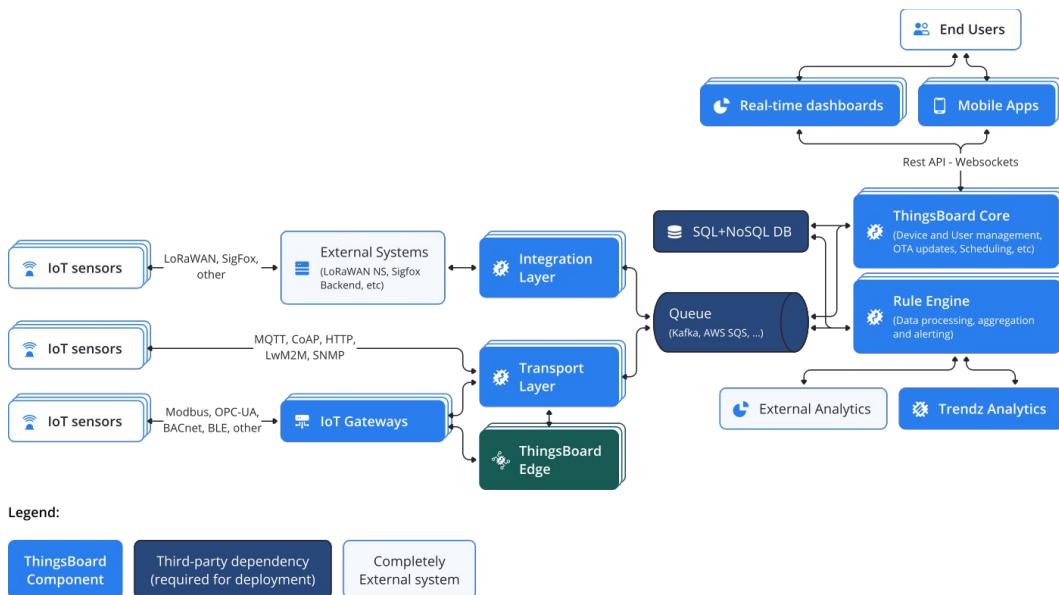 End Users
Real-time dashboards
Mobile Apps
Rest API - Websockets
ThingsBoard Core
(Device and User management,
OTA updates, Scheduling, etc)
SQL+NoSQL DB
IoT sensors
LoRaWAN, SigFox,
other
External Systems
(LoRaWAN NS, Sigfox
Backend, etc)
Integration
Layer
Queue
(Kafka, AWS SQS, ...)
Rule Engine
(Data processing, aggregation
and alerting)
IoT sensors
MQTT, CoAP, HTTP,
LwM2M, SNMP
Transport
Layer
IoT sensors
Modbus, OPC-UA,
BACnet, BLE, other
IoT Gateways
External Analytics
Trendz Analytics
ThingsBoard
Edge
Legend:
ThingsBoard
Component
Third-party dependency
(required for deployment)
Completely
External system